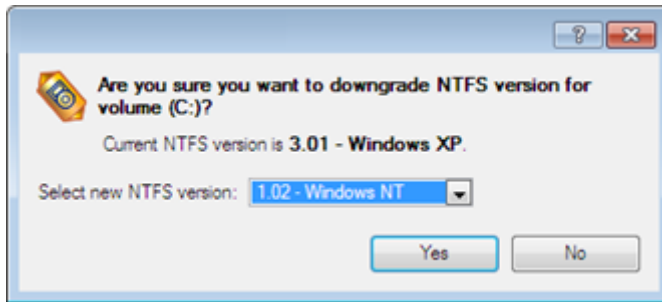 Are you sure you want to downgrade NTFS version for
volume (C:)?
Current NTFS version is 3.01 - Windows XP.
Select new NTFS version: 1.02 - Windows NT
Yes No